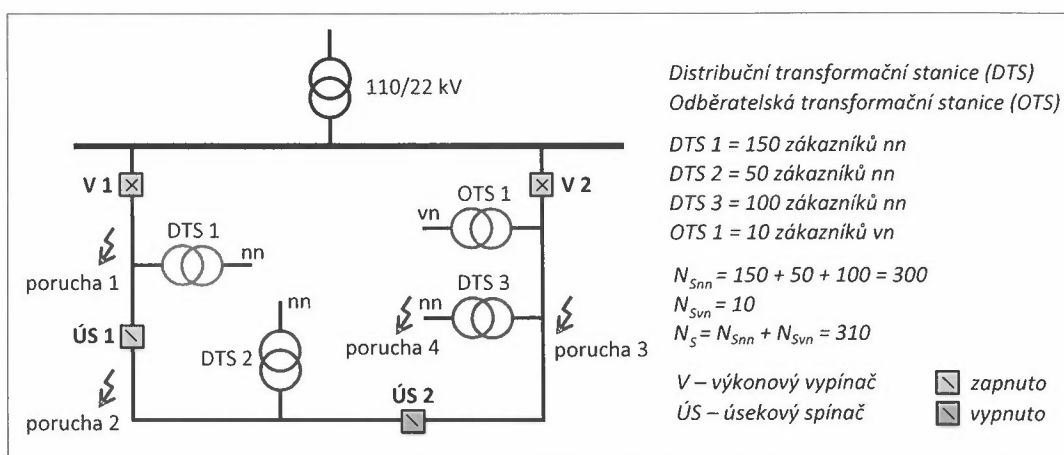 110/22 kV
V 1
OTS 1
V 2
vn
DTS 1
nn
porucha 1
nn
DTS 3
nn
ÚS 1
DTS 2
porucha 4
porucha 3
ÚS 2
porucha 2
Distribuční transformační stanice (DTS)
Odběratelská transformační stanice (OTS)
DTS 1 = 150 zákazníků nn
DTS 2 = 50 zákazníků nn
DTS 3 = 100 zákazníků nn
OTS 1 = 10 zákazníků vn
N_Snn = 150 + 50 + 100 = 300
N_Svn = 10
N_S = N_Snn + N_Svn = 310
V – výkonový vypínač
zapnuto
ÚS – úsekový spínač
vypnuto